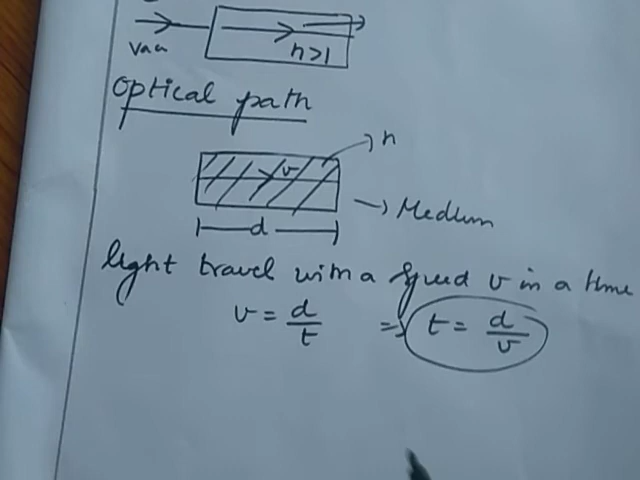 vac
n>1
Optical path
n
v
Medium
d
light travel with a speed v in a time
v = d/t => t = d/v